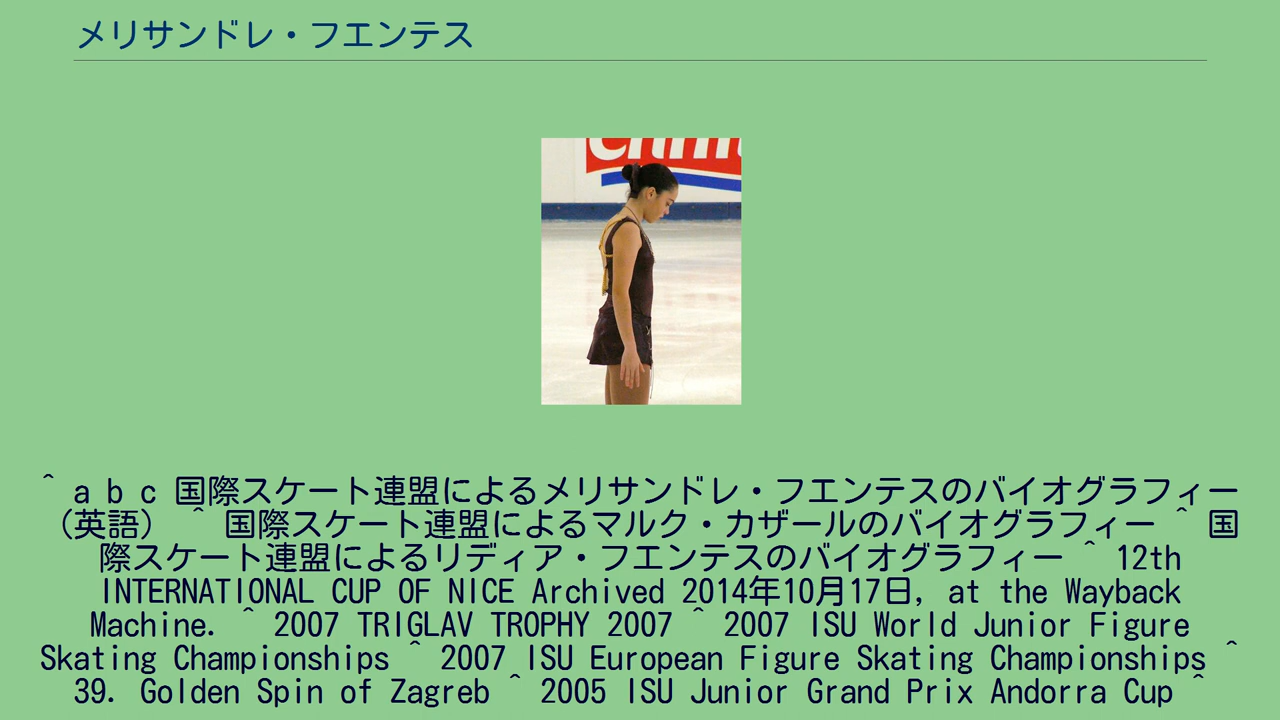 メリサンドレ・フエンテス
^ a b c 国際スケート連盟によるメリサンドレ・フエンテスのバイオグラフィー
（英語） ^ 国際スケート連盟によるマルク・カザールのバイオグラフィー ^ 国
際スケート連盟によるリディア・フエンテスのバイオグラフィー ^ 12th
INTERNATIONAL CUP OF NICE Archived 2014年10月17日, at the Wayback
Machine. ^ 2007 TRIGLAV TROPHY 2007 ^ 2007 ISU World Junior Figure
Skating Championships ^ 2007 ISU European Figure Skating Championships ^
39. Golden Spin of Zagreb ^ 2005 ISU Junior Grand Prix Andorra Cup ^